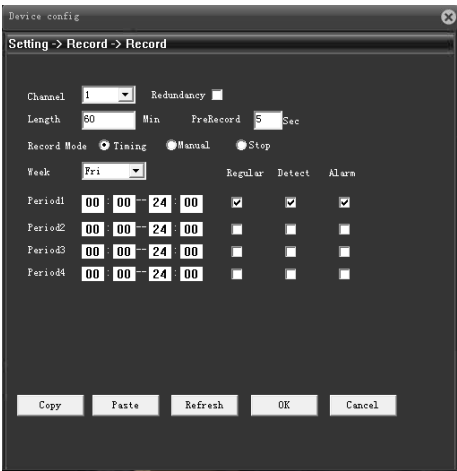 Device config
Setting -> Record -> Record
Channel 1 Redundancy
Length 60 Min PreRecord 5 Sec
Record Mode Timing Manual Stop
Week Fri Regular Detect Alarm
Period1 00 : 00 -- 24 : 00
Period2 00 : 00 -- 24 : 00
Period3 00 : 00 -- 24 : 00
Period4 00 : 00 -- 24 : 00
Copy Paste Refresh OK Cancel